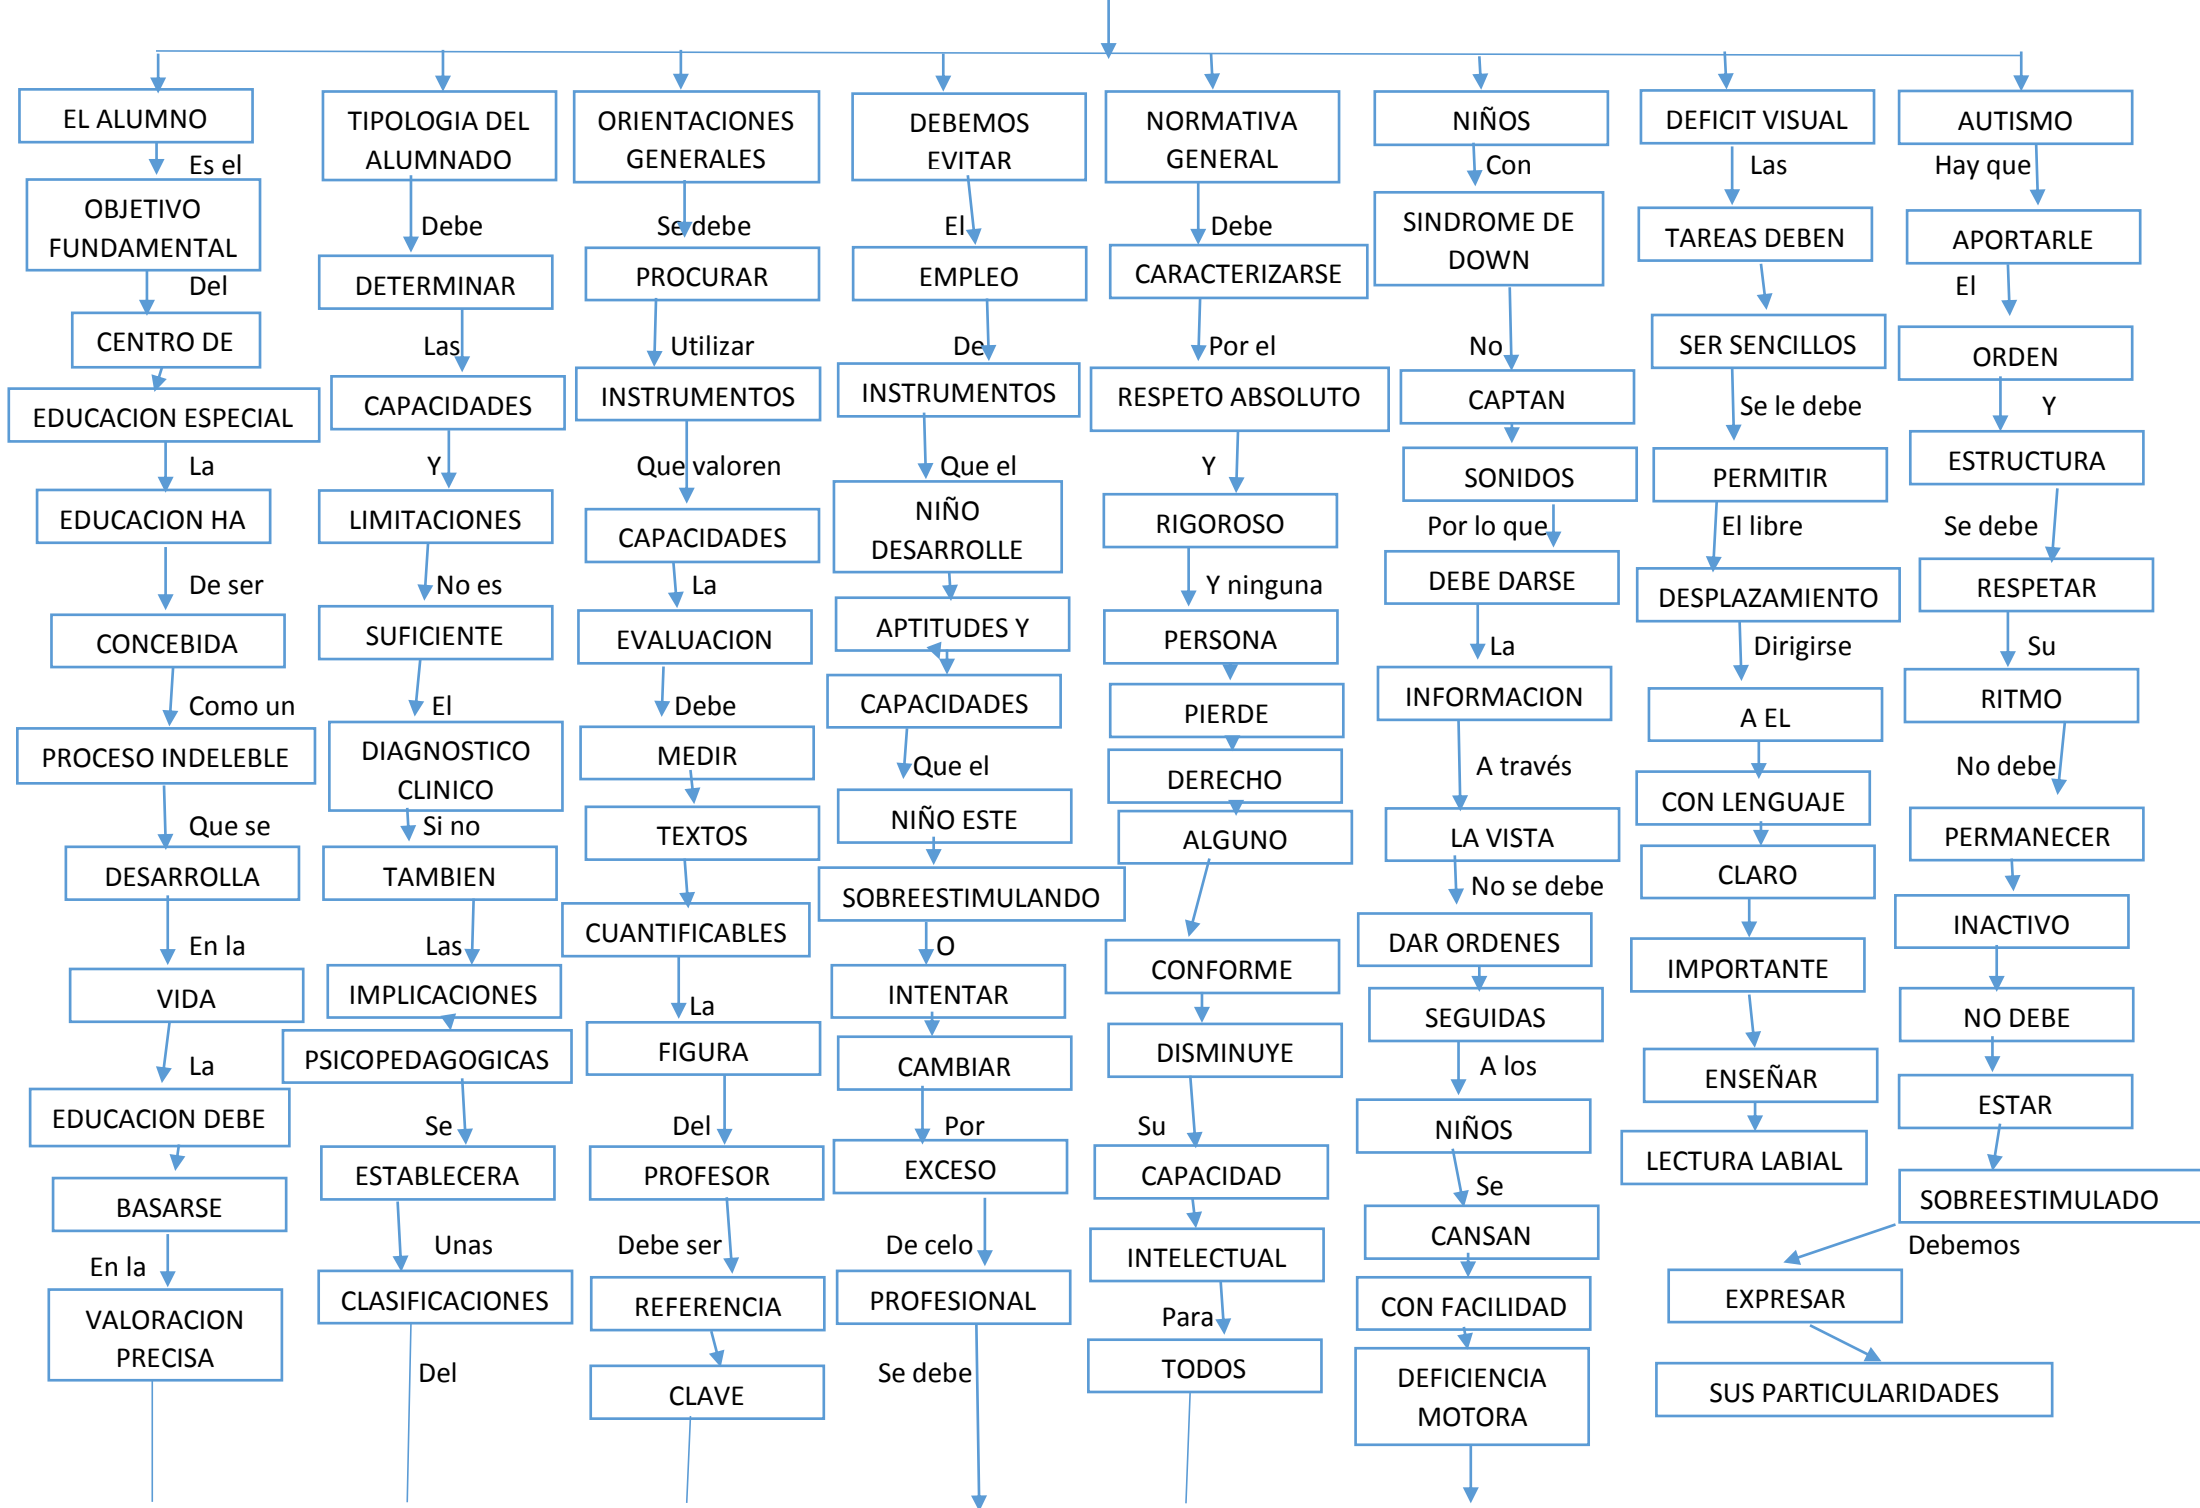 EL ALUMNO
Es el
OBJETIVO
FUNDAMENTAL
Del
CENTRO DE
EDUCACION ESPECIAL
La
EDUCACION HA
De ser
CONCEBIDA
Como un
PROCESO INDELEBLE
Que se
DESARROLLA
En la
VIDA
La
EDUCACION DEBE
BASARSE
En la
VALORACION
PRECISA
TIPOLOGIA DEL
ALUMNADO
Debe
DETERMINAR
Las
CAPACIDADES
Y
LIMITACIONES
No es
SUFICIENTE
El
DIAGNOSTICO
CLINICO
Si no
TAMBIEN
Las
IMPLICACIONES
PSICOPEDAGOGICAS
Se
ESTABLECERA
Unas
CLASIFICACIONES
Del
ORIENTACIONES
GENERALES
Se debe
PROCURAR
Utilizar
INSTRUMENTOS
Que valoren
CAPACIDADES
La
EVALUACION
Debe
MEDIR
TEXTOS
CUANTIFICABLES
La
FIGURA
Del
PROFESOR
Debe ser
REFERENCIA
CLAVE
DEBEMOS
EVITAR
El
EMPLEO
De
INSTRUMENTOS
Que el
NIÑO
DESARROLLE
APTITUDES Y
CAPACIDADES
Que el
NIÑO ESTE
SOBREESTIMULANDO
O
INTENTAR
CAMBIAR
Por
EXCESO
De celo
PROFESIONAL
Se debe
NORMATIVA
GENERAL
Debe
CARACTERIZARSE
Por el
RESPETO ABSOLUTO
Y
RIGOROSO
Y ninguna
PERSONA
PIERDE
DERECHO
ALGUNO
CONFORME
DISMINUYE
Su
CAPACIDAD
INTELECTUAL
Para
TODOS
NIÑOS
Con
SINDROME DE
DOWN
No
CAPTAN
SONIDOS
Por lo que
DEBE DARSE
La
INFORMACION
A través
LA VISTA
No se debe
DAR ORDENES
SEGUIDAS
A los
NIÑOS
Se
CANSAN
CON FACILIDAD
DEFICIENCIA
MOTORA
DEFICIT VISUAL
Las
TAREAS DEBEN
SER SENCILLOS
Se le debe
PERMITIR
El libre
DESPLAZAMIENTO
Dirigirse
A EL
CON LENGUAJE
CLARO
IMPORTANTE
ENSEÑAR
LECTURA LABIAL
AUTISMO
Hay que
APORTARLE
El
ORDEN
Y
ESTRUCTURA
Se debe
RESPETAR
Su
RITMO
No debe
PERMANECER
INACTIVO
NO DEBE
ESTAR
SOBREESTIMULADO
Debemos
EXPRESAR
SUS PARTICULARIDADES